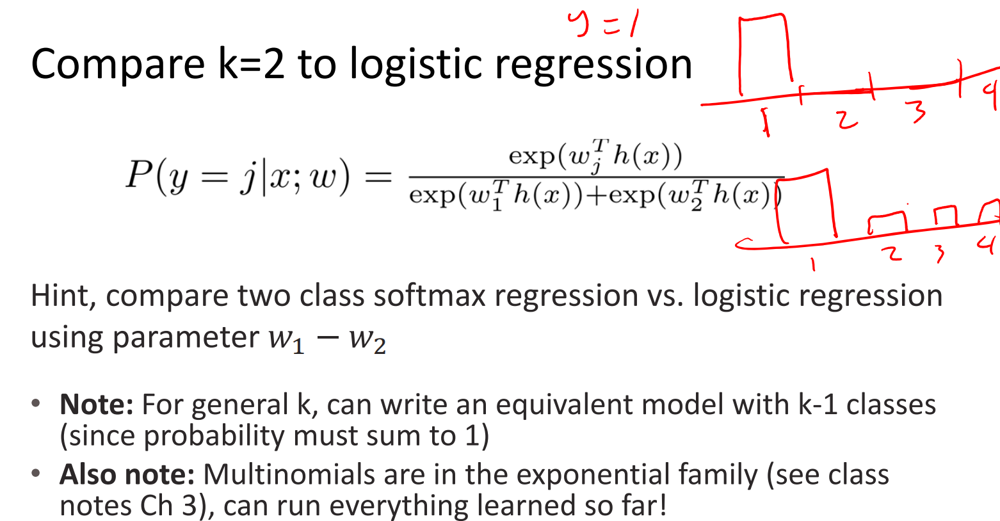 y = 1
Compare k=2 to logistic regression
1 2 3 4
P(y = j|x; w) = \frac{\exp(w_j^T h(x))}{\exp(w_1^T h(x))+\exp(w_2^T h(x))}
1 2 3 4
Hint, compare two class softmax regression vs. logistic regression
using parameter w₁ − w₂
• Note: For general k, can write an equivalent model with k-1 classes
(since probability must sum to 1)
• Also note: Multinomials are in the exponential family (see class
notes Ch 3), can run everything learned so far!